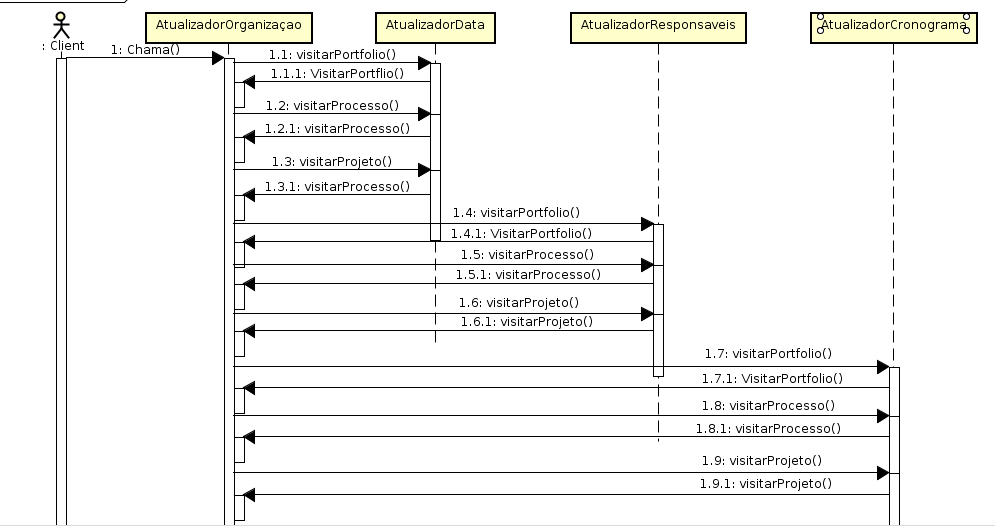 AtualizadorOrganizaçao
AtualizadorData
AtualizadorResponsaveis
AtualizadorCronograma
: Client
1: Chama()
1.1: visitarPortfolio()
1.1.1: VisitarPortflio()
1.2: visitarProcesso()
1.2.1: visitarProcesso()
1.3: visitarProjeto()
1.3.1: visitarProcesso()
1.4: visitarPortfolio()
1.4.1: VisitarPortfolio()
1.5: visitarProcesso()
1.5.1: visitarProcesso()
1.6: visitarProjeto()
1.6.1: visitarProjeto()
1.7: visitarPortfolio()
1.7.1: VisitarPortfolio()
1.8: visitarProcesso()
1.8.1: visitarProcesso()
1.9: visitarProjeto()
1.9.1: visitarProjeto()